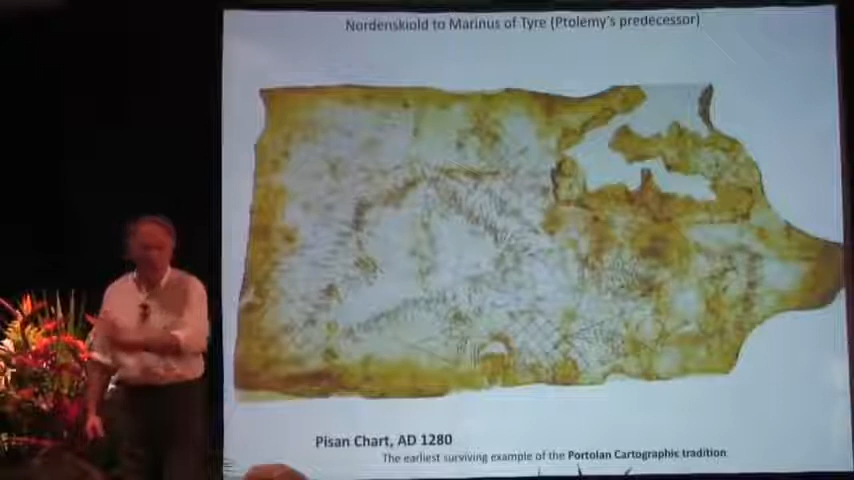 Nordenskiold to Marinus of Tyre (Ptolemy's predecessor)
Pisan Chart, AD 1280
The earliest surviving example of the Portolan Cartographic tradition